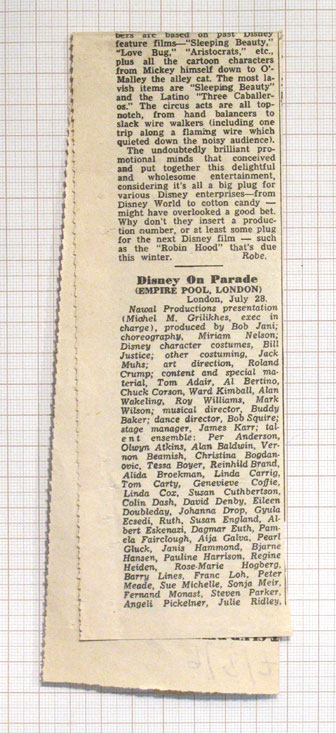 bers are based on past Disney
feature films—"Sleeping Beauty,"
"Love Bug," "Aristocrats," etc.,
plus all the cartoon characters
from Mickey himself down to O'-
Malley the alley cat. The most la-
vish items are "Sleeping Beauty"
and the Latino "Three Caballer-
os." The circus acts are all top-
notch, from hand balancers to
slack wire walkers (including one
trip along a flaming wire which
quieted down the noisy audience).
The undoubtedly brilliant pro-
motional minds that conceived
and put together this delightful
and wholesome entertainment,
considering it's all a big plug for
various Disney enterprises—from
Disney World to cotton candy —
might have overlooked a good bet.
Why don't they insert a produc-
tion number, or at least some plug
for the next Disney film — such
as the "Robin Hood" that's due
this winter. Robe.
Disney On Parade
(EMPIRE POOL, LONDON)
London, July 28.
Nawal Productions presentation
(Michel M. Grilikhes, exec in
charge), produced by Bob Jani;
choreography, Miriam Nelson;
Disney character costumes, Bill
Justice; other costuming, Jack
Muhs; art direction, Roland
Crump; content and special ma-
terial, Tom Adair, Al Bertino,
Chuck Corson, Ward Kimball, Alan
Wakeling, Roy Williams, Mark
Wilson; musical director, Buddy
Baker; dance director, Bob Squire;
stage manager, James Karr; tal-
ent ensemble: Per Anderson,
Olwyn Atkins, Alan Baldwin, Ver-
non Beamish, Christina Bogdan-
ovic, Tessa Boyer, Reinhild Brand,
Alida Broekman, Linda Carrig,
Tom Carty, Genevieve Coffie,
Linda Cox, Susan Cuthbertson,
Colin Dash, David Denby, Eileen
Doubleday, Johanna Drop, Gyula
Ecsedi, Ruth, Susan England, Al-
bert Eskenazi, Dagmar Euth, Pam-
ela Fairclough, Aija Galva, Pearl
Gluck, Janis Hammond, Bjarne
Hansen, Pauline Harrison, Regine
Heiden, Rose-Marie Hogberg,
Barry Lines, Franc Loh, Peter
Meade, Sue Michelle, Sonja Meir,
Fernand Monast, Steven Parker,
Angeli Pickelner, Julie Ridley,